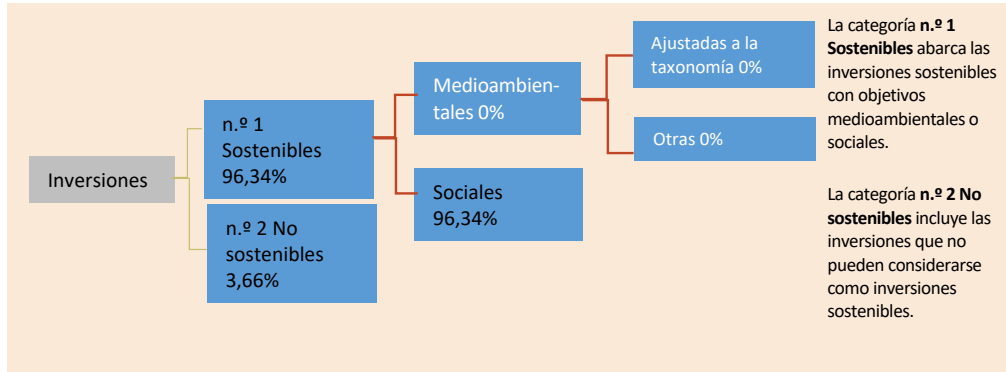 Inversiones
n.º 1
Sostenibles
96,34%
n.º 2 No
sostenibles
3,66%
Medioambien-
tales 0%
Sociales
96,34%
Ajustadas a la
taxonomía 0%
Otras 0%
La categoría n.º 1
Sostenibles abarca las
inversiones sostenibles
con objetivos
medioambientales o
sociales.
La categoría n.º 2 No
sostenibles incluye las
inversiones que no
pueden considerarse
como inversiones
sostenibles.